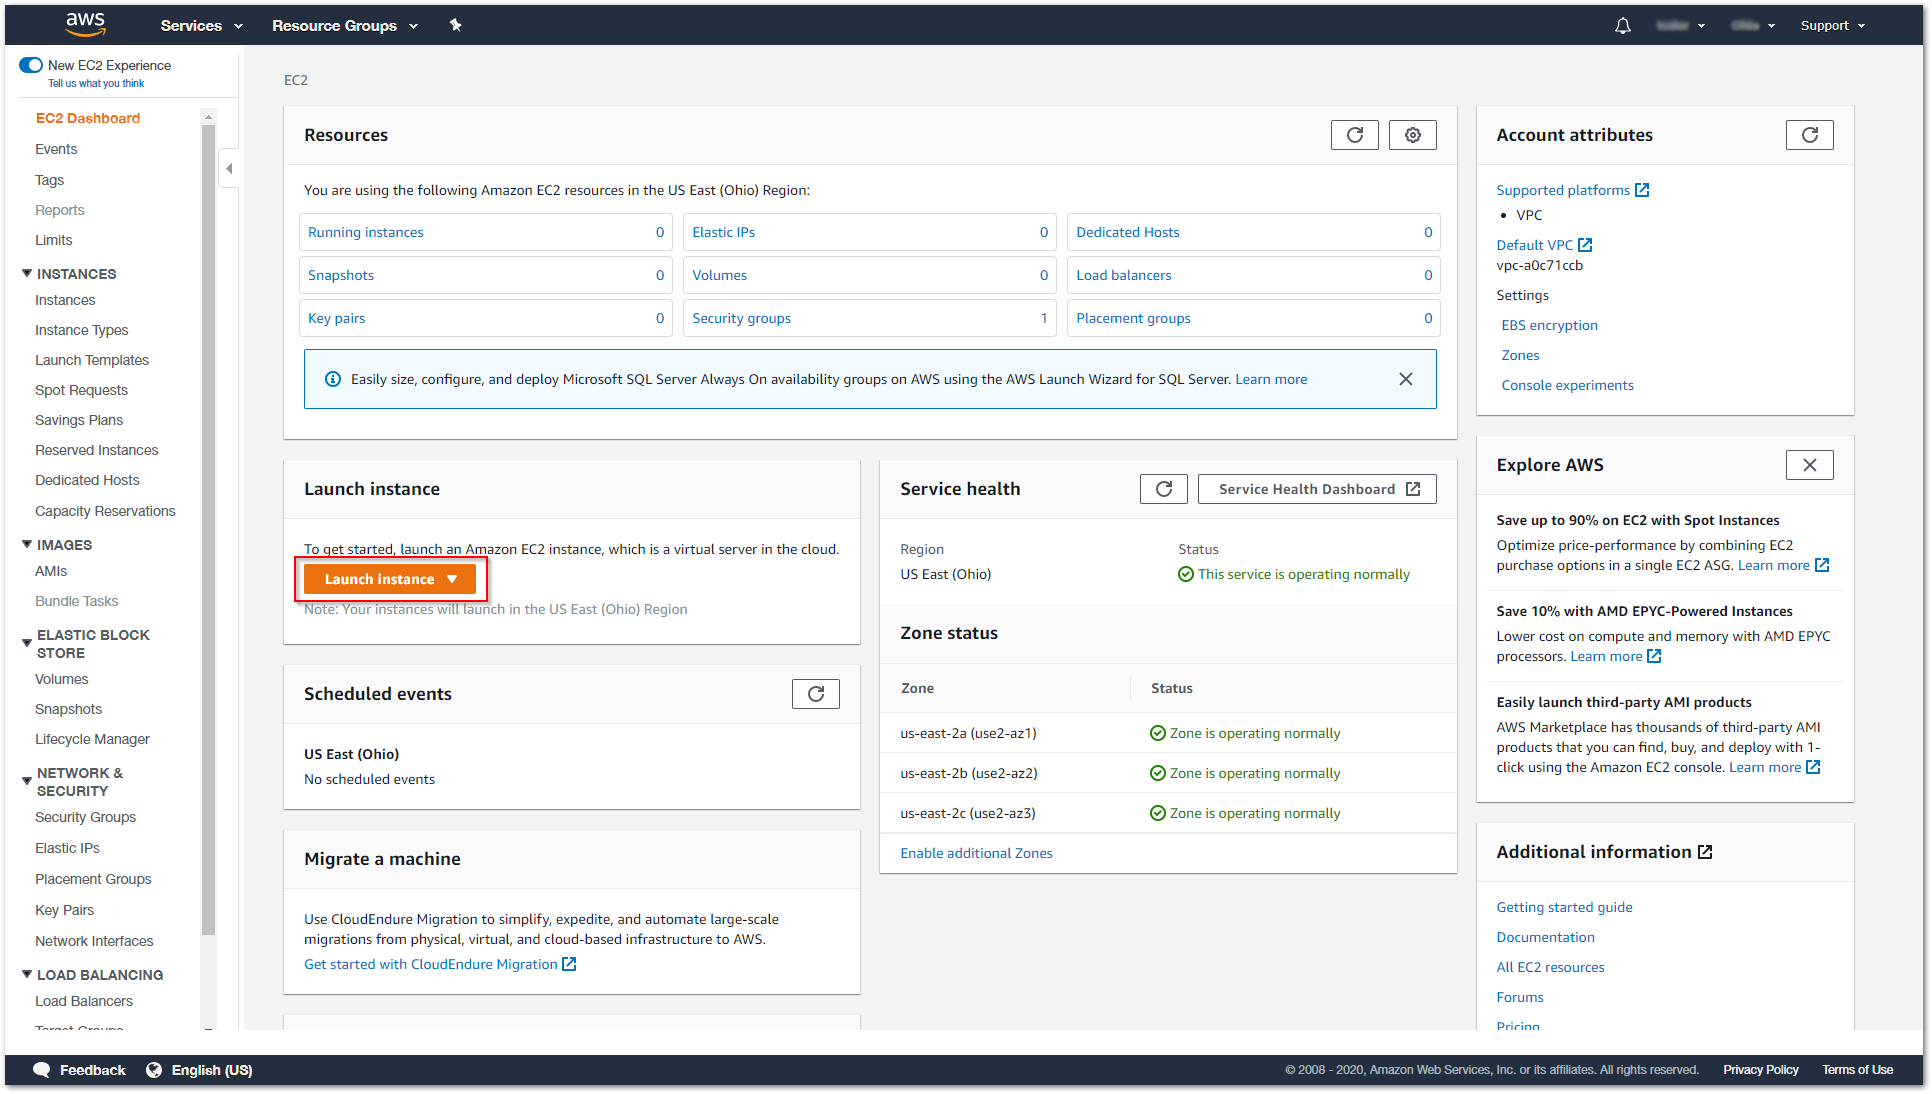 aws
Services
Resource Groups
Support
New EC2 Experience
Tell us what you think
EC2 Dashboard
Events
Tags
Reports
Limits
INSTANCES
Instances
Instance Types
Launch Templates
Spot Requests
Savings Plans
Reserved Instances
Dedicated Hosts
Capacity Reservations
IMAGES
AMIs
Bundle Tasks
ELASTIC BLOCK
STORE
Volumes
Snapshots
Lifecycle Manager
NETWORK &
SECURITY
Security Groups
Elastic IPs
Placement Groups
Key Pairs
Network Interfaces
LOAD BALANCING
Load Balancers
Target Groups
EC2
Resources
You are using the following Amazon EC2 resources in the US East (Ohio) Region:
Running instances 0
Elastic IPs 0
Dedicated Hosts 0
Snapshots 0
Volumes 0
Load balancers 0
Key pairs 0
Security groups 1
Placement groups 0
Easily size, configure, and deploy Microsoft SQL Server Always On availability groups on AWS using the AWS Launch Wizard for SQL Server. Learn more
Launch instance
To get started, launch an Amazon EC2 instance, which is a virtual server in the cloud.
Launch instance
Note: Your instances will launch in the US East (Ohio) Region
Scheduled events
US East (Ohio)
No scheduled events
Migrate a machine
Use CloudEndure Migration to simplify, expedite, and automate large-scale
migrations from physical, virtual, and cloud-based infrastructure to AWS.
Get started with CloudEndure Migration
Service health
Service Health Dashboard
Region
Status
US East (Ohio)
This service is operating normally
Zone status
Zone
Status
us-east-2a (use2-az1)
Zone is operating normally
us-east-2b (use2-az2)
Zone is operating normally
us-east-2c (use2-az3)
Zone is operating normally
Enable additional Zones
Account attributes
Supported platforms
• VPC
Default VPC
vpc-a0c71ccb
Settings
EBS encryption
Zones
Console experiments
Explore AWS
Save up to 90% on EC2 with Spot Instances
Optimize price-performance by combining EC2
purchase options in a single EC2 ASG. Learn more
Save 10% with AMD EPYC-Powered Instances
Lower cost on compute and memory with AMD EPYC
processors. Learn more
Easily launch third-party AMI products
AWS Marketplace has thousands of third-party AMI
products that you can find, buy, and deploy with 1-
click using the Amazon EC2 console. Learn more
Additional information
Getting started guide
Documentation
All EC2 resources
Forums
Pricing
Feedback
English (US)
© 2008 - 2020, Amazon Web Services, Inc. or its affiliates. All rights reserved.
Privacy Policy
Terms of Use